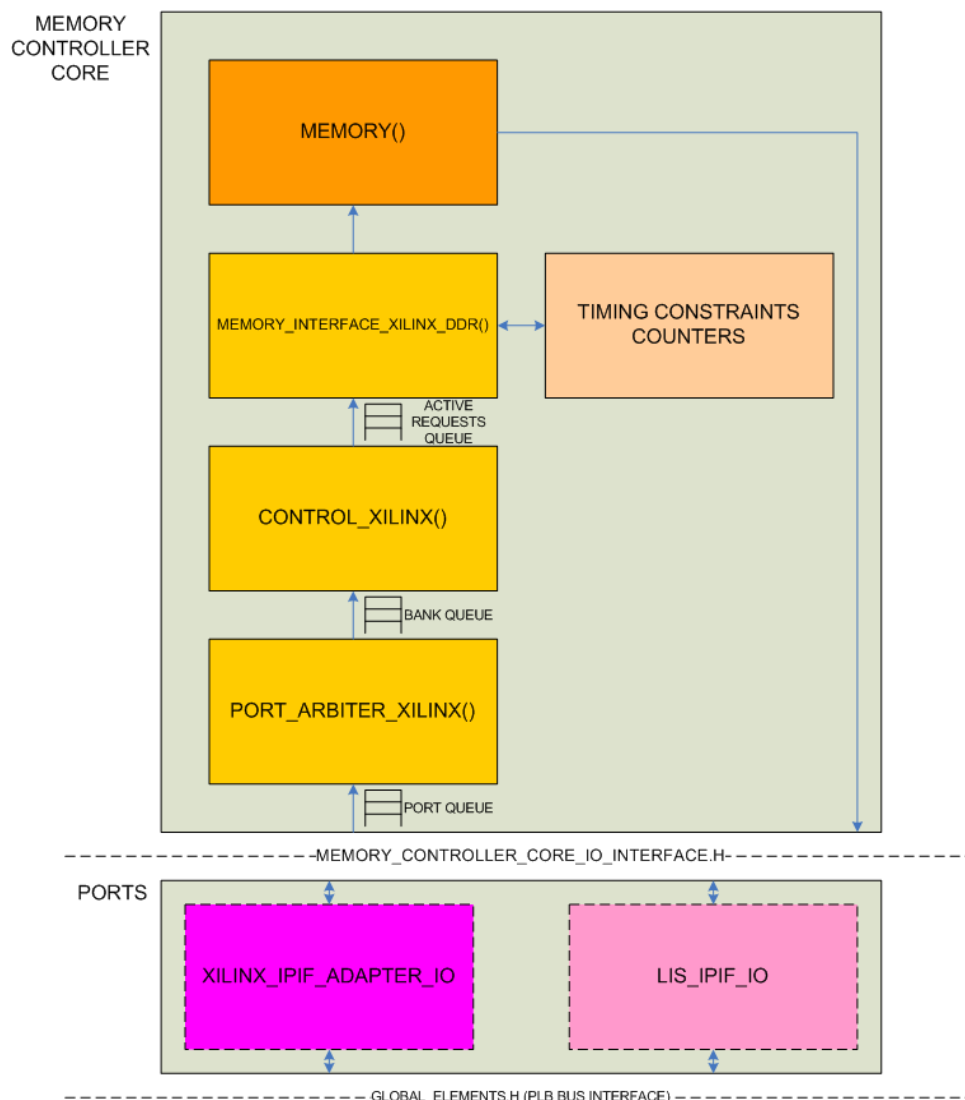 MEMORY
CONTROLLER
CORE
MEMORY()
MEMORY_INTERFACE_XILINX_DDR()
TIMING CONSTRAINTS
COUNTERS
ACTIVE
REQUESTS
QUEUE
CONTROL_XILINX()
BANK QUEUE
PORT_ARBITER_XILINX()
PORT QUEUE
MEMORY_CONTROLLER_CORE_IO_INTERFACE.H
PORTS
XILINX_IPIF_ADAPTER_IO
LIS_IPIF_IO
GLOBAL_ELEMENTS.H (PLB BUS INTERFACE)